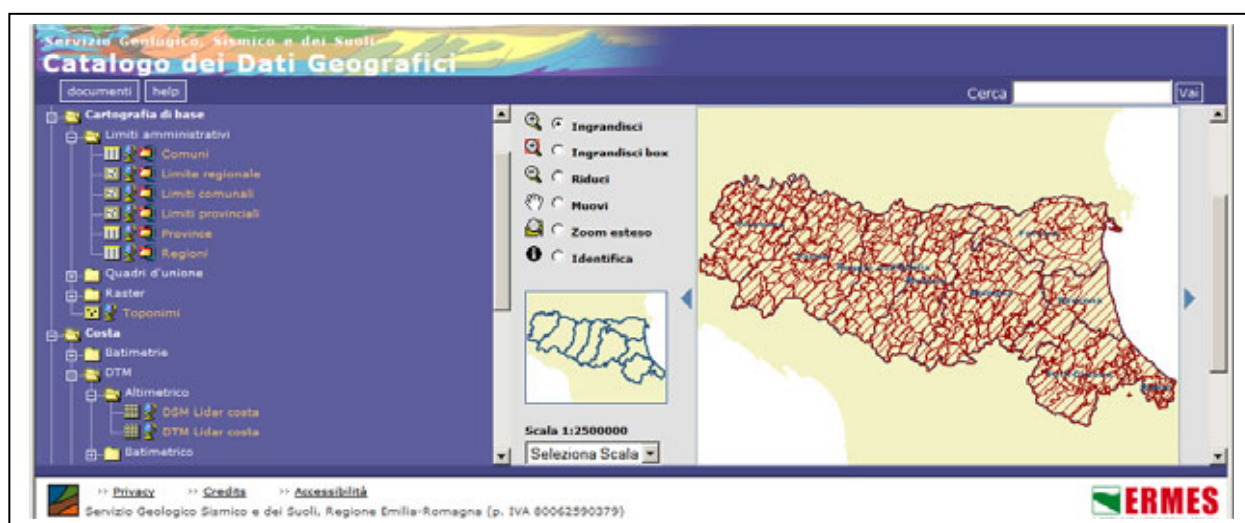 Servizio Geologico, Sismico e dei Suoli
Catalogo dei Dati Geografici
documenti help
Cerca Vai
Cartografia di base
Limiti amministrativi
Comuni
Limite regionale
Limiti comunali
Limiti provinciali
Province
Regioni
Quadri d'unione
Raster
Toponimi
Costa
Batimetrie
DTM
Altimetrico
DSM Lidar costa
DTM Lidar costa
Batimetrico
Ingrandisci
Ingrandisci box
Riduci
Muovi
Zoom esteso
Identifica
Scala 1:2500000
Seleziona Scala
>> Privacy >> Credits >> Accessibilità
Servizio Geologico Sismico e dei Suoli, Regione Emilia-Romagna (p. IVA 80062590379)
ERMES